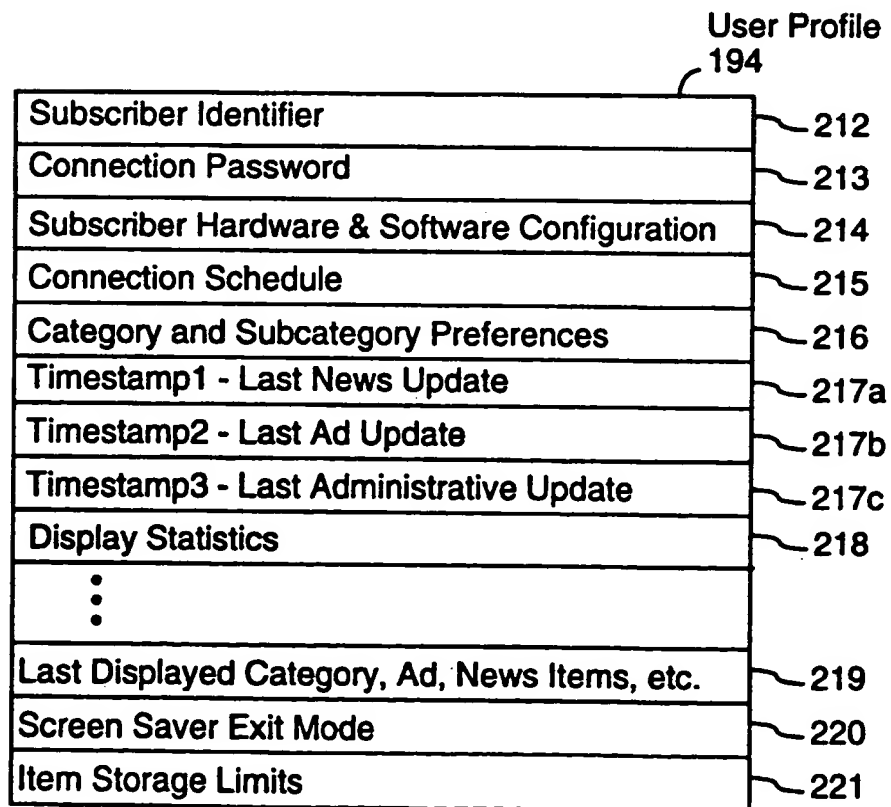 User Profile
194
Subscriber Identifier 212
Connection Password 213
Subscriber Hardware & Software Configuration 214
Connection Schedule 215
Category and Subcategory Preferences 216
Timestamp1 - Last News Update 217a
Timestamp2 - Last Ad Update 217b
Timestamp3 - Last Administrative Update 217c
Display Statistics 218
Last Displayed Category, Ad, News Items, etc. 219
Screen Saver Exit Mode 220
Item Storage Limits 221